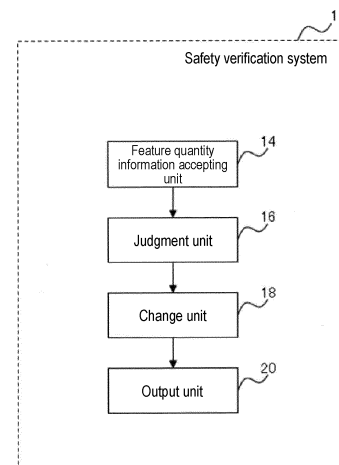 1
Safety verification system
14
Feature quantity
information accepting
unit
16
Judgment unit
18
Change unit
20
Output unit